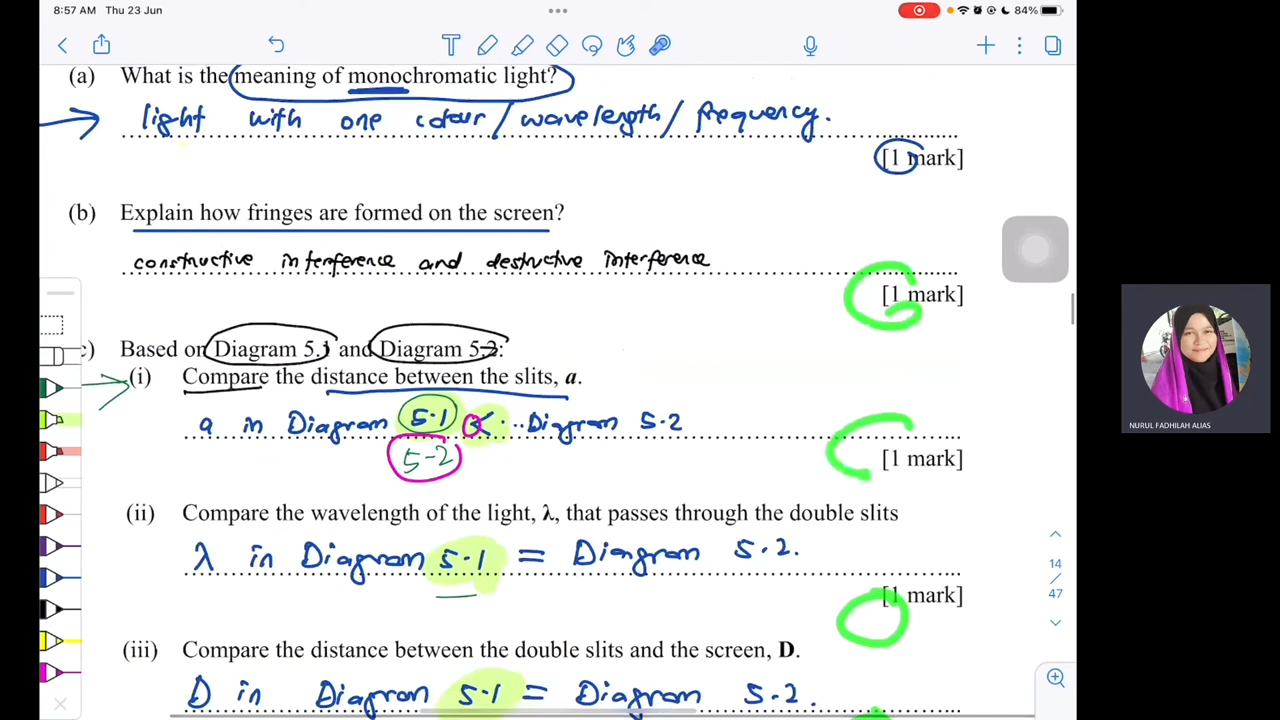 8:57 AM Thu 23 Jun
84%
(a) What is the meaning of monochromatic light?
light with one colour / wavelength / frequency.
[1 mark]
(b) Explain how fringes are formed on the screen?
constructive interference and destructive interference
[1 mark]
c) Based on Diagram 5.1 and Diagram 5.2:
(i) Compare the distance between the slits, a.
a in Diagram 5.1 < Diagram 5.2
5-2
[1 mark]
(ii) Compare the wavelength of the light, λ, that passes through the double slits
λ in Diagram 5.1 = Diagram 5.2.
[1 mark]
(iii) Compare the distance between the double slits and the screen, D.
D in Diagram 5.1 = Diagram 5.2.
14
/
47
NURUL FADHILAH ALIAS